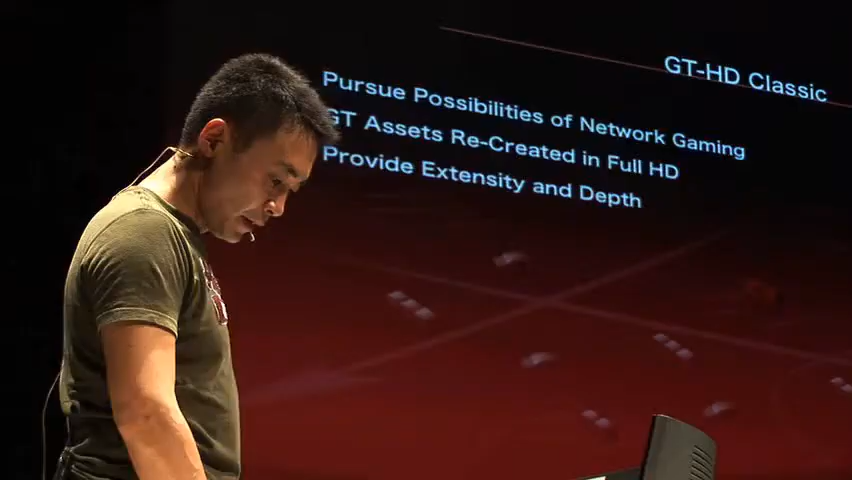 GT-HD Classic
Pursue Possibilities of Network Gaming
GT Assets Re-Created in Full HD
Provide Extensity and Depth